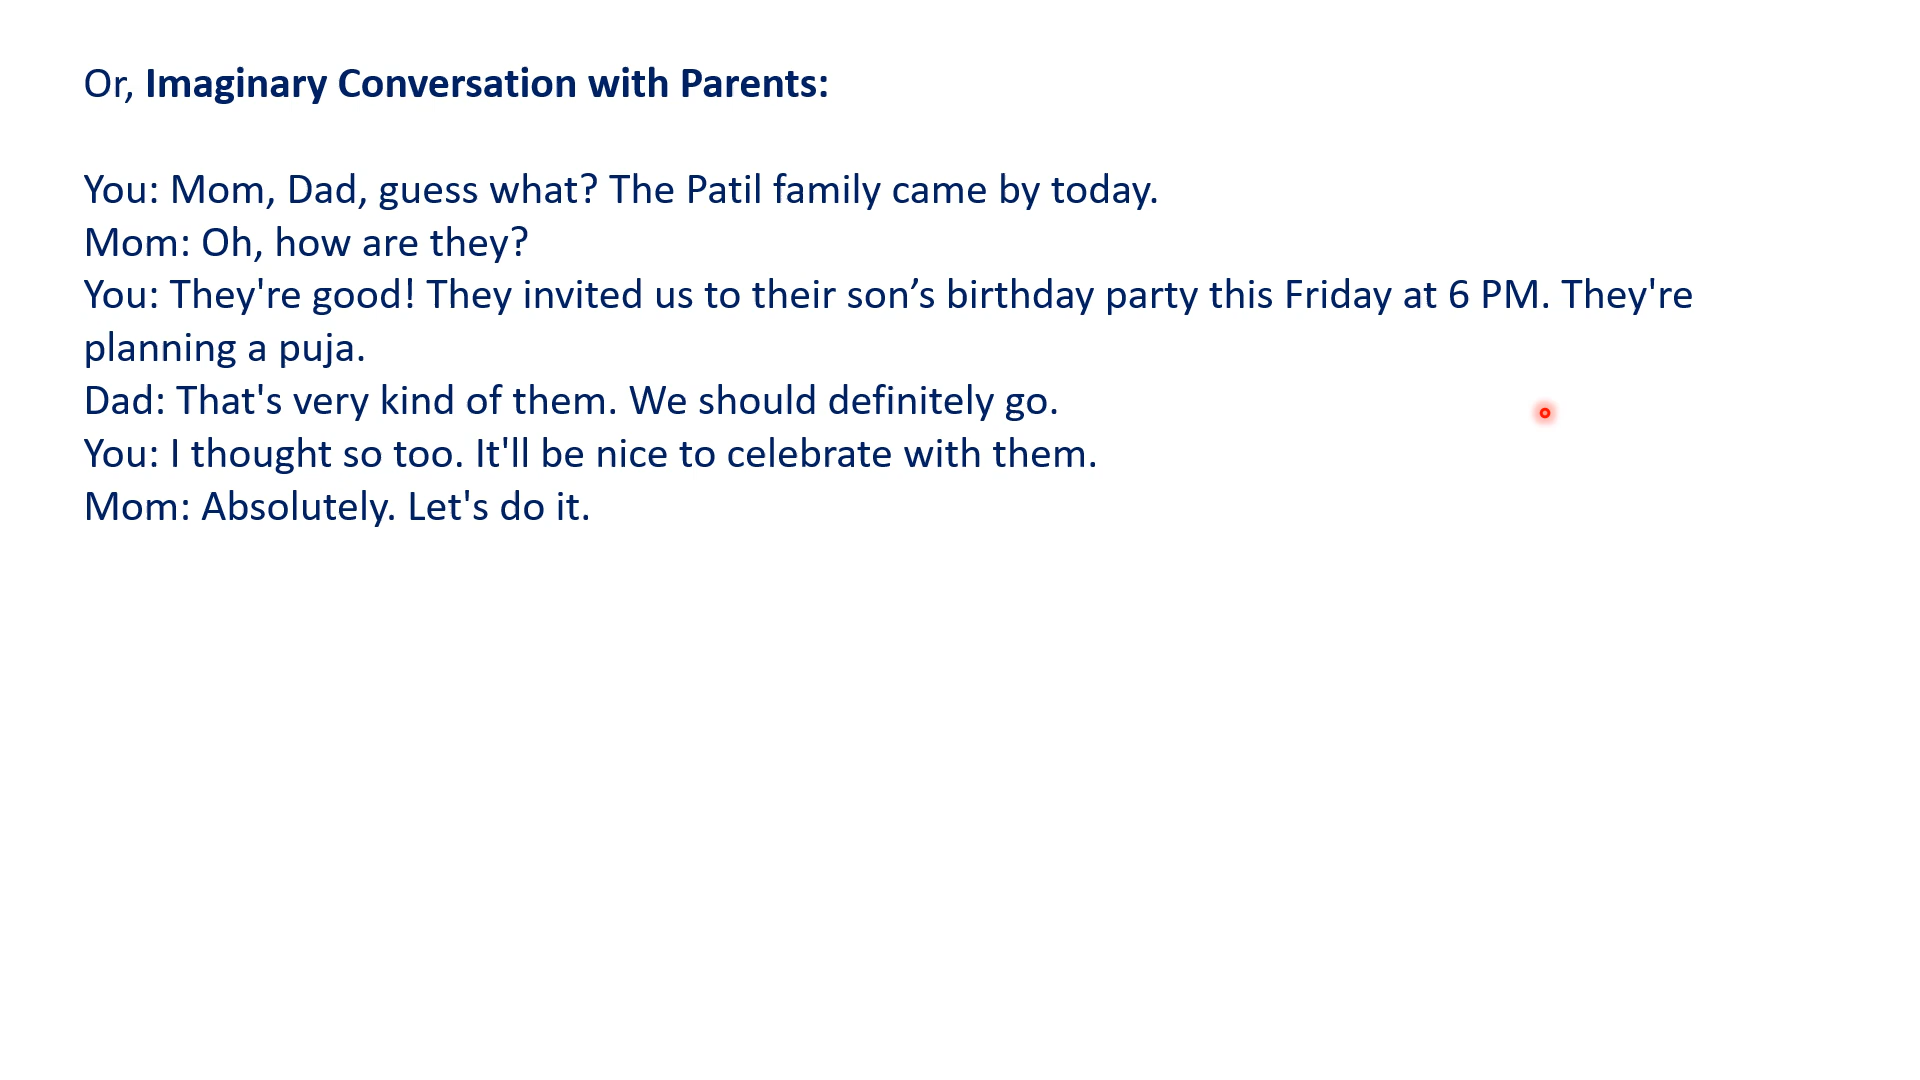 Or, Imaginary Conversation with Parents:
You: Mom, Dad, guess what? The Patil family came by today.
Mom: Oh, how are they?
You: They're good! They invited us to their son’s birthday party this Friday at 6 PM. They're
planning a puja.
Dad: That's very kind of them. We should definitely go.
You: I thought so too. It'll be nice to celebrate with them.
Mom: Absolutely. Let's do it.